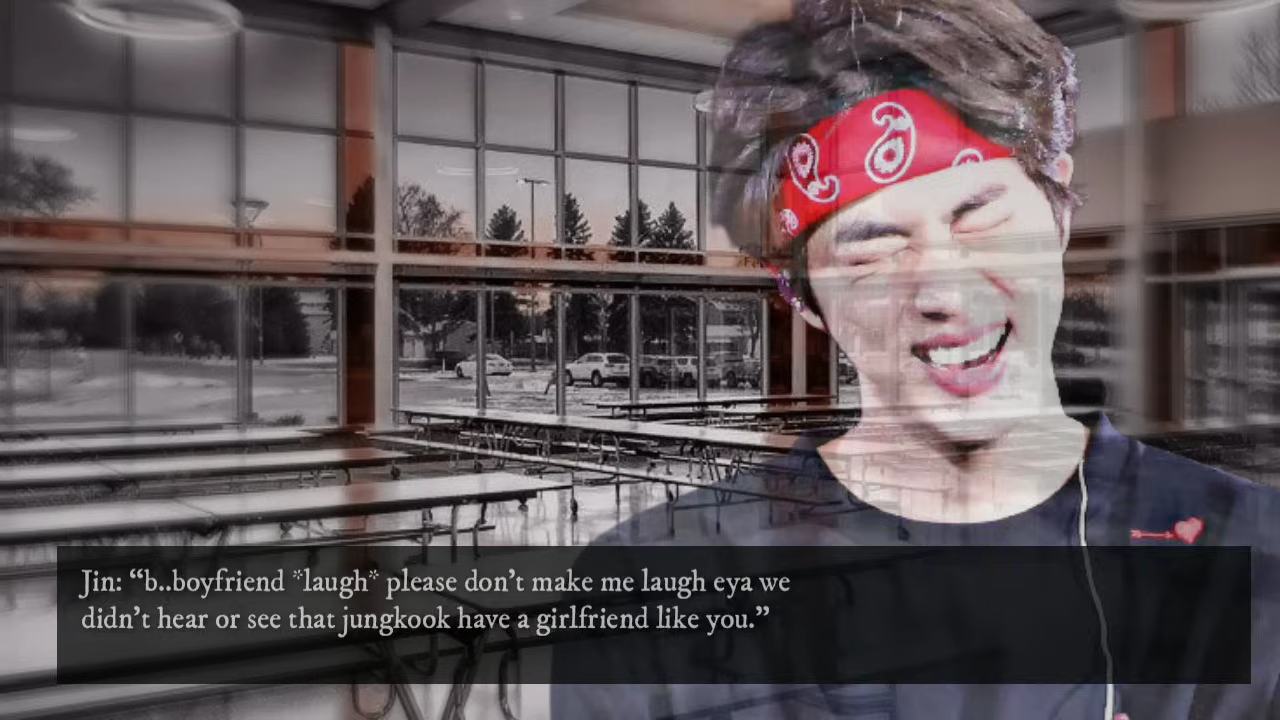 Jin: “b..boyfriend *laugh* please don’t make me laugh eya we
didn’t hear or see that jungkook have a girlfriend like you.”